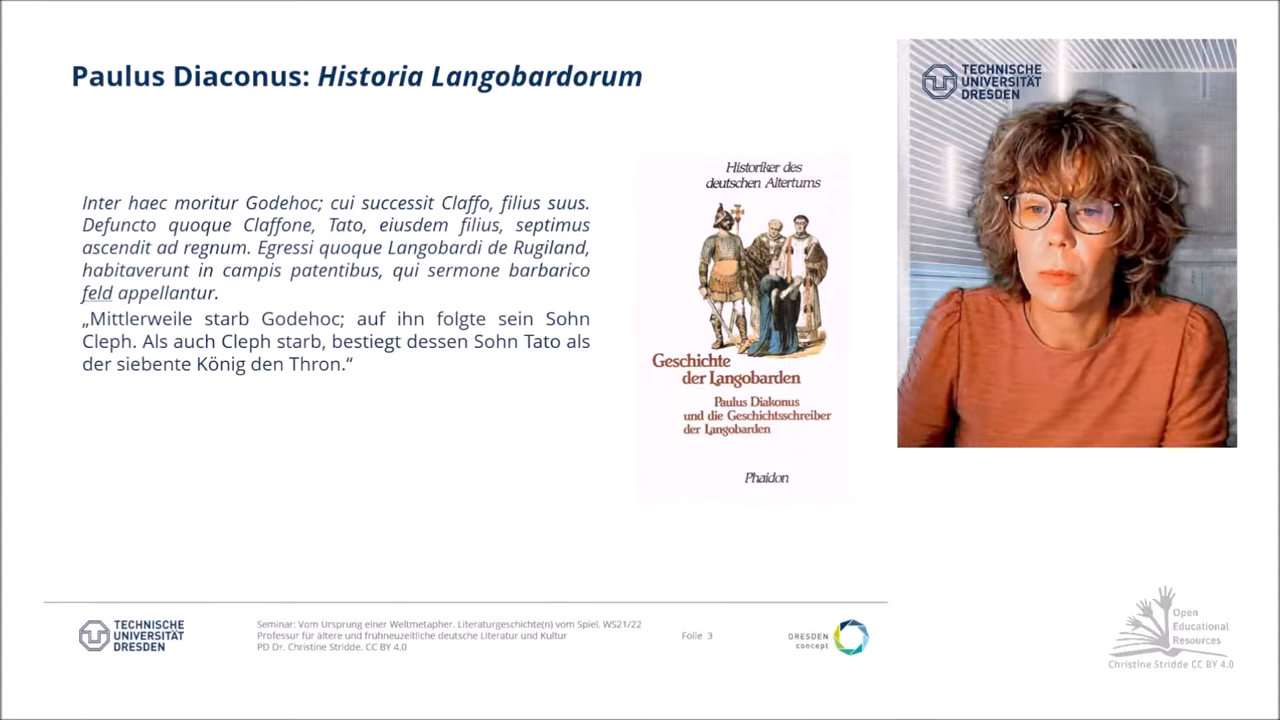 Paulus Diaconus: Historia Langobardorum
Inter haec moritur Godehoc; cui successit Claffo, filius suus.
Defuncto quoque Claffone, Tato, eiusdem filius, septimus
ascendit ad regnum. Egressi quoque Langobardi de Rugiland,
habitaverunt in campis patentibus, qui sermone barbarico
feld appellantur.
„Mittlerweile starb Godehoc; auf ihn folgte sein Sohn
Cleph. Als auch Cleph starb, bestiegt dessen Sohn Tato als
der siebente König den Thron.“
Historiker des
deutschen Altertums
Geschichte
der Langobarden
Paulus Diakonus
und die Geschichtsschreiber
der Langobarden
Phaidon
TECHNISCHE
UNIVERSITÄT
DRESDEN
TECHNISCHE
UNIVERSITÄT
DRESDEN
Seminar: Vom Ursprung einer Weltmetapher. Literaturgeschichte(n) vom Spiel, WS21/22
Professur für ältere und frühneuzeitliche deutsche Literatur und Kultur
PD Dr. Christine Stridde. CC BY 4.0
Folie 3
DRESDEN
concept
Open
Educational
Resources
Christine Stridde CC BY 4.0